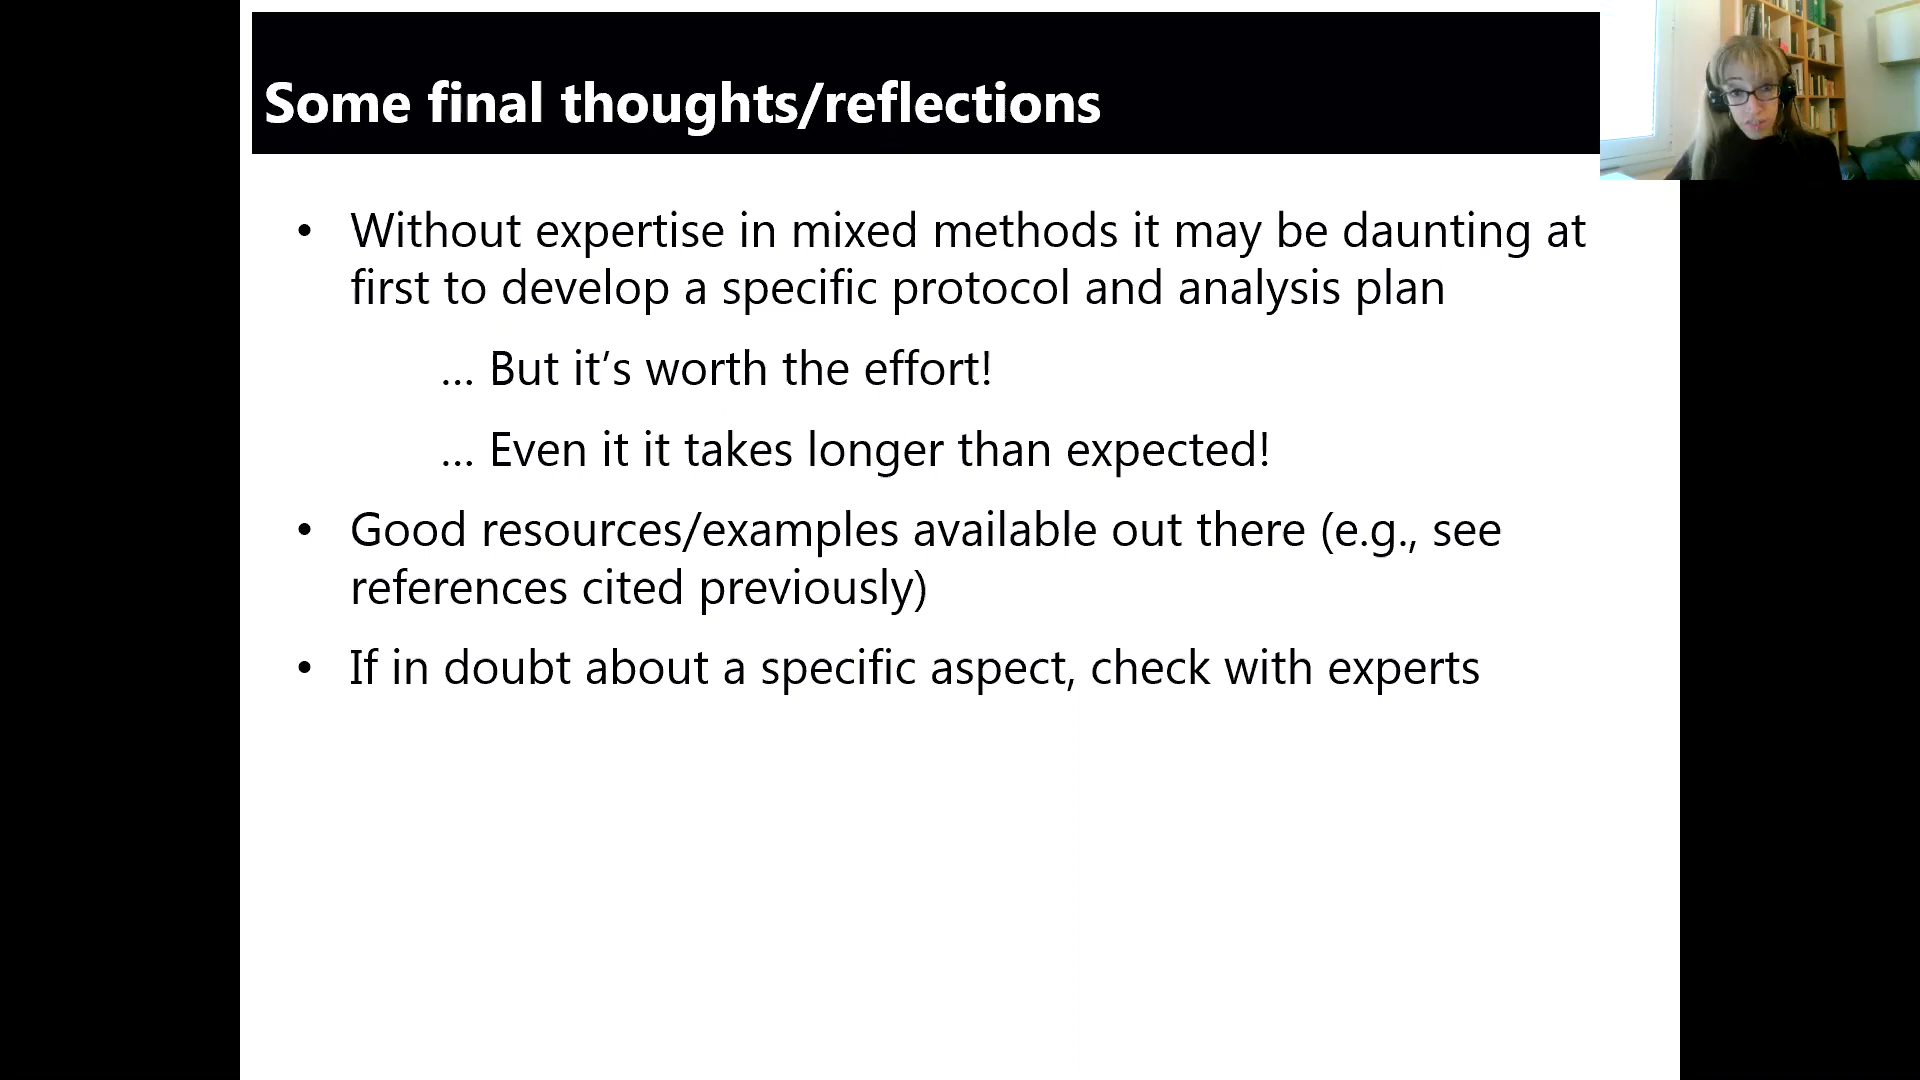 Some final thoughts/reflections
• Without expertise in mixed methods it may be daunting at
first to develop a specific protocol and analysis plan
… But it’s worth the effort!
… Even it it takes longer than expected!
• Good resources/examples available out there (e.g., see
references cited previously)
• If in doubt about a specific aspect, check with experts